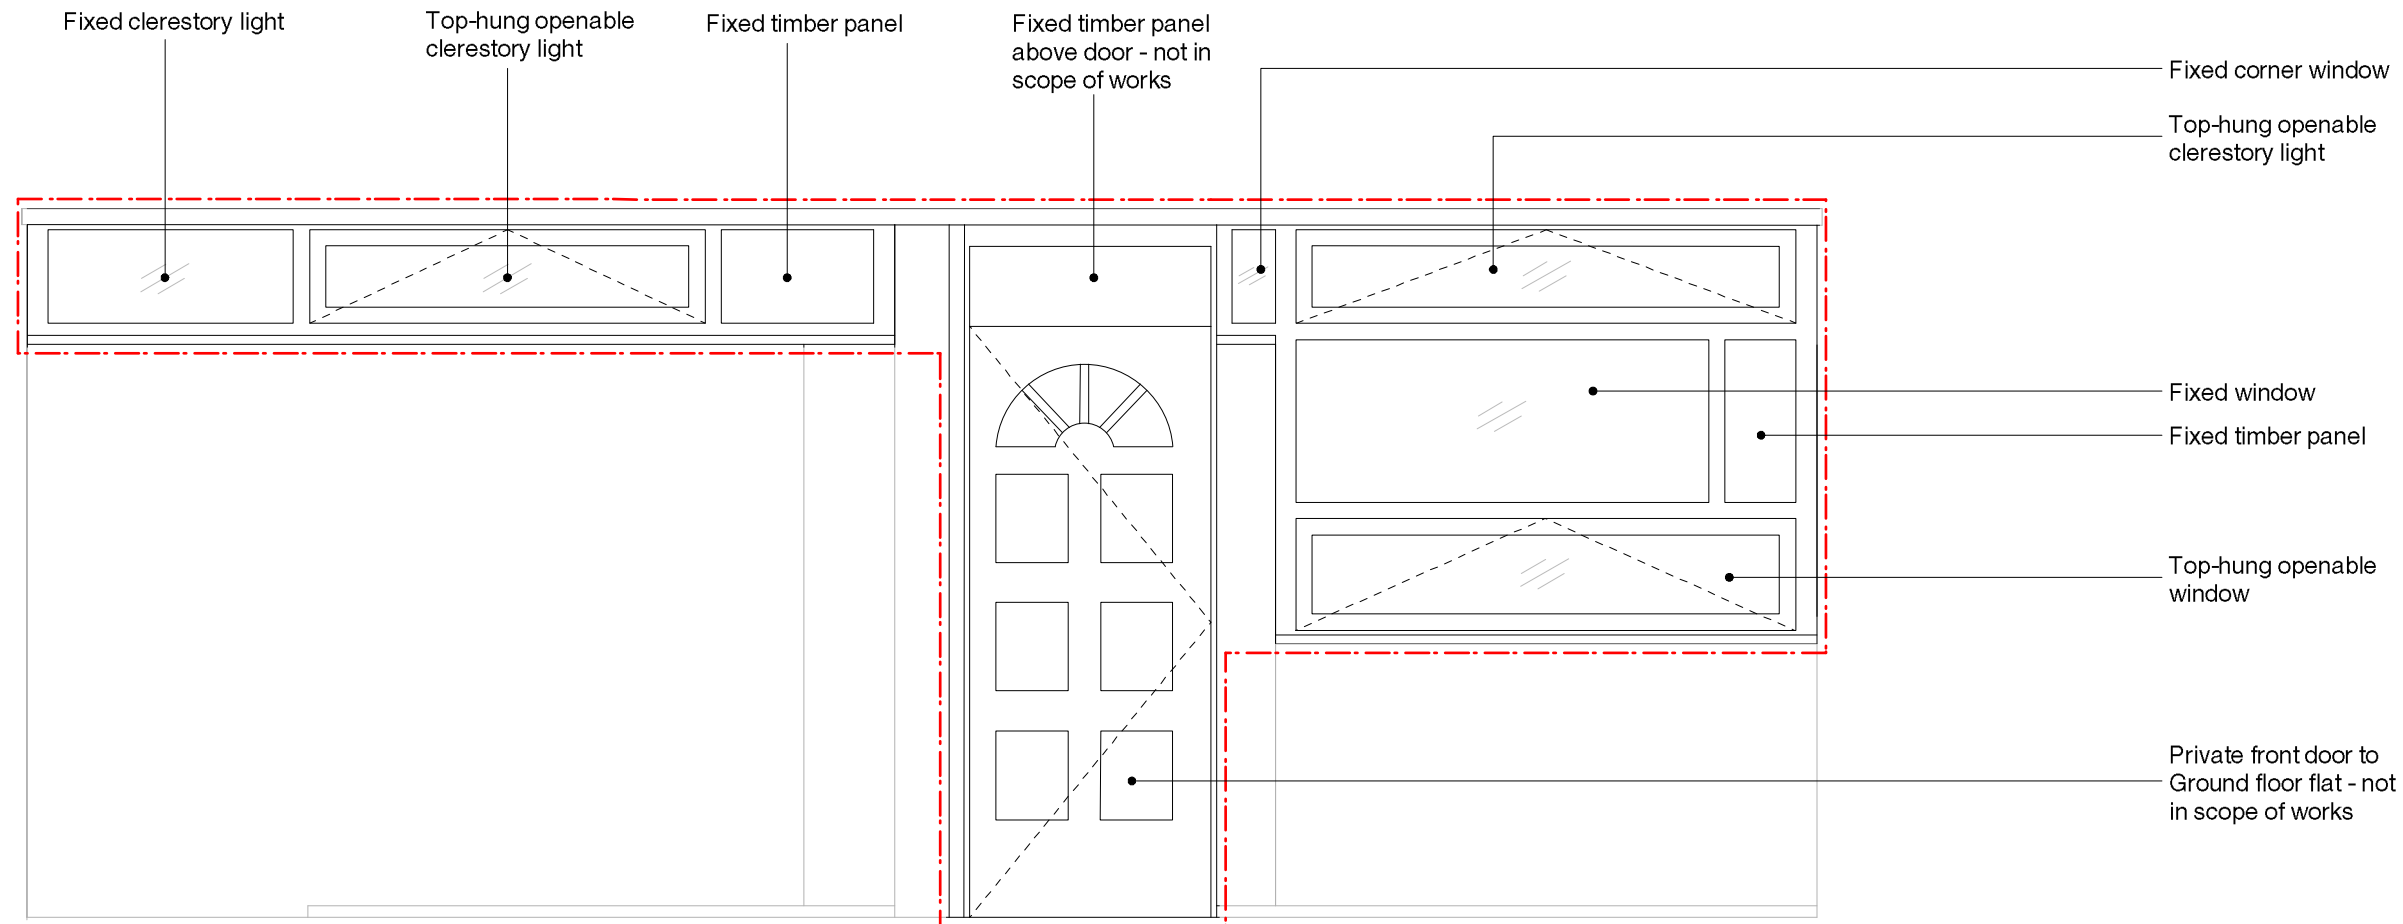 Fixed clerestory light
Top-hung openable
clerestory light
Fixed timber panel
Fixed timber panel
above door - not in
scope of works
Fixed corner window
Top-hung openable
clerestory light
Fixed window
Fixed timber panel
Top-hung openable
window
Private front door to
Ground floor flat - not
in scope of works